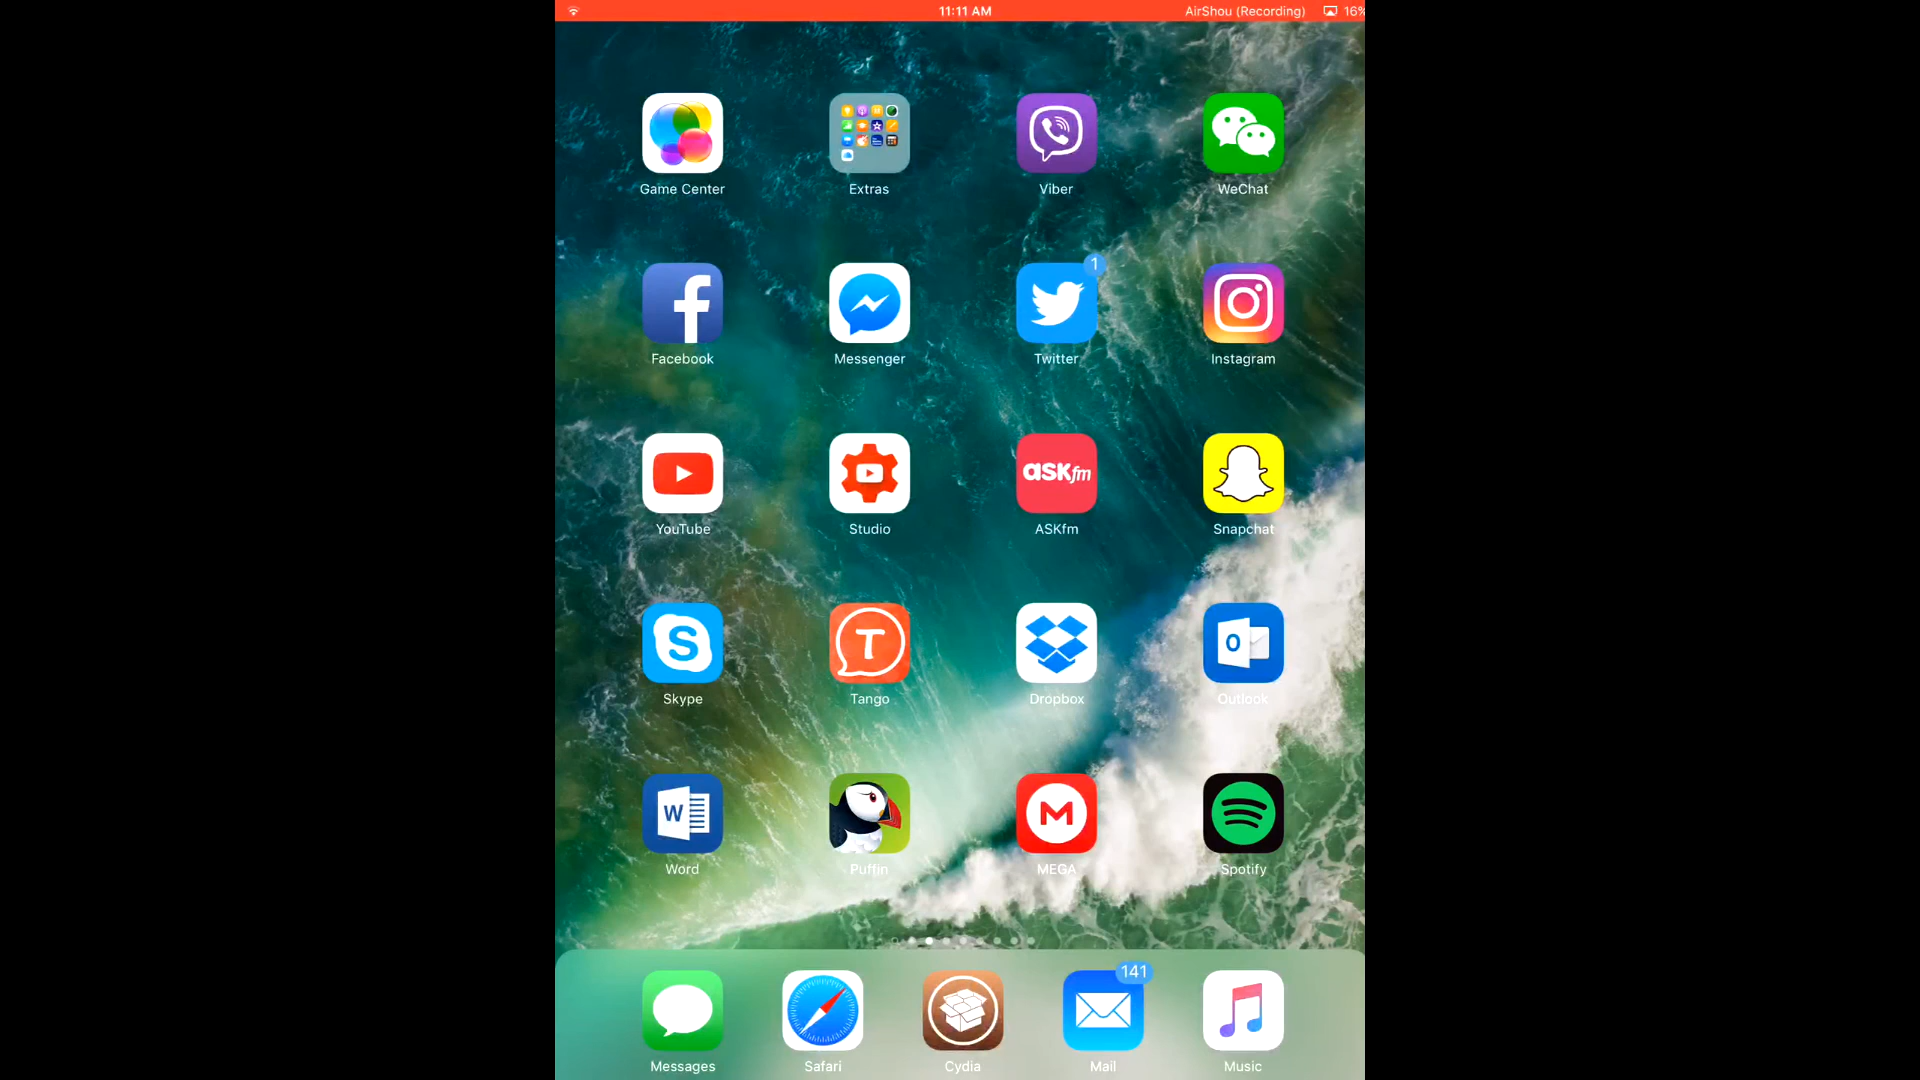 11:11 AM
AirShou (Recording)
16%
Game Center
Extras
Viber
WeChat
1
Facebook
Messenger
Twitter
Instagram
ASKfm
YouTube
Studio
ASKfm
Snapchat
S
T
O
Skype
Tango
Dropbox
Outlook
W
M
Word
Puffin
MEGA
Spotify
141
Messages
Safari
Cydia
Mail
Music